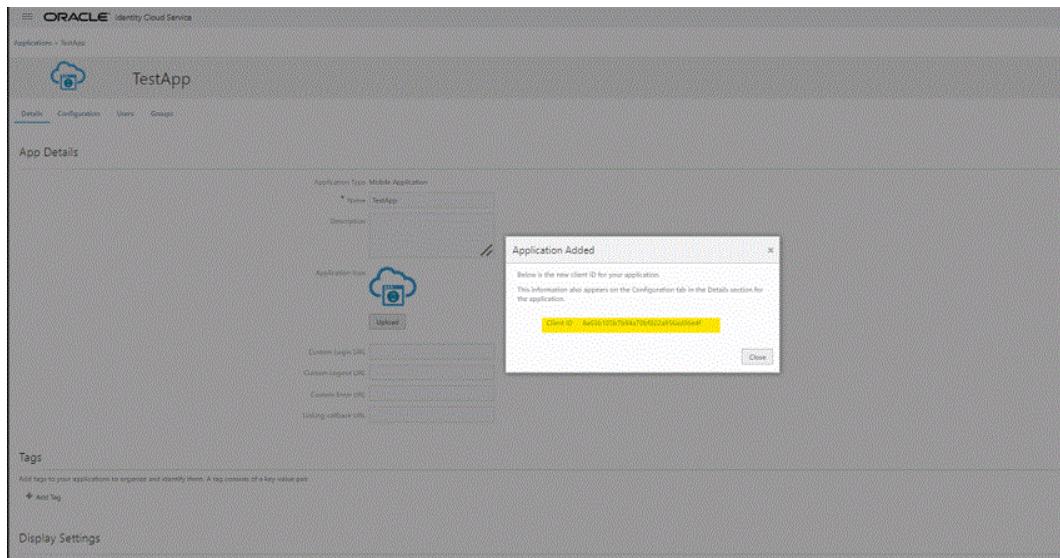 ORACLE Identity Cloud Service
Applications > TestApp
TestApp
Details Configuration Users Groups
App Details
Application Type Mobile Application
* Name TestApp
Description
Application Icon
Upload
Custom Login URL
Custom Logout URL
Custom Error URL
Linking callback URL
Application Added ×
Below is the new client ID for your application.
This information also appears on the Configuration tab in the Details section for
the application.
Client ID
Close
Tags
Add tags to your applications to organize and identify them. A tag consists of a key-value pair.
+ Add Tag
Display Settings